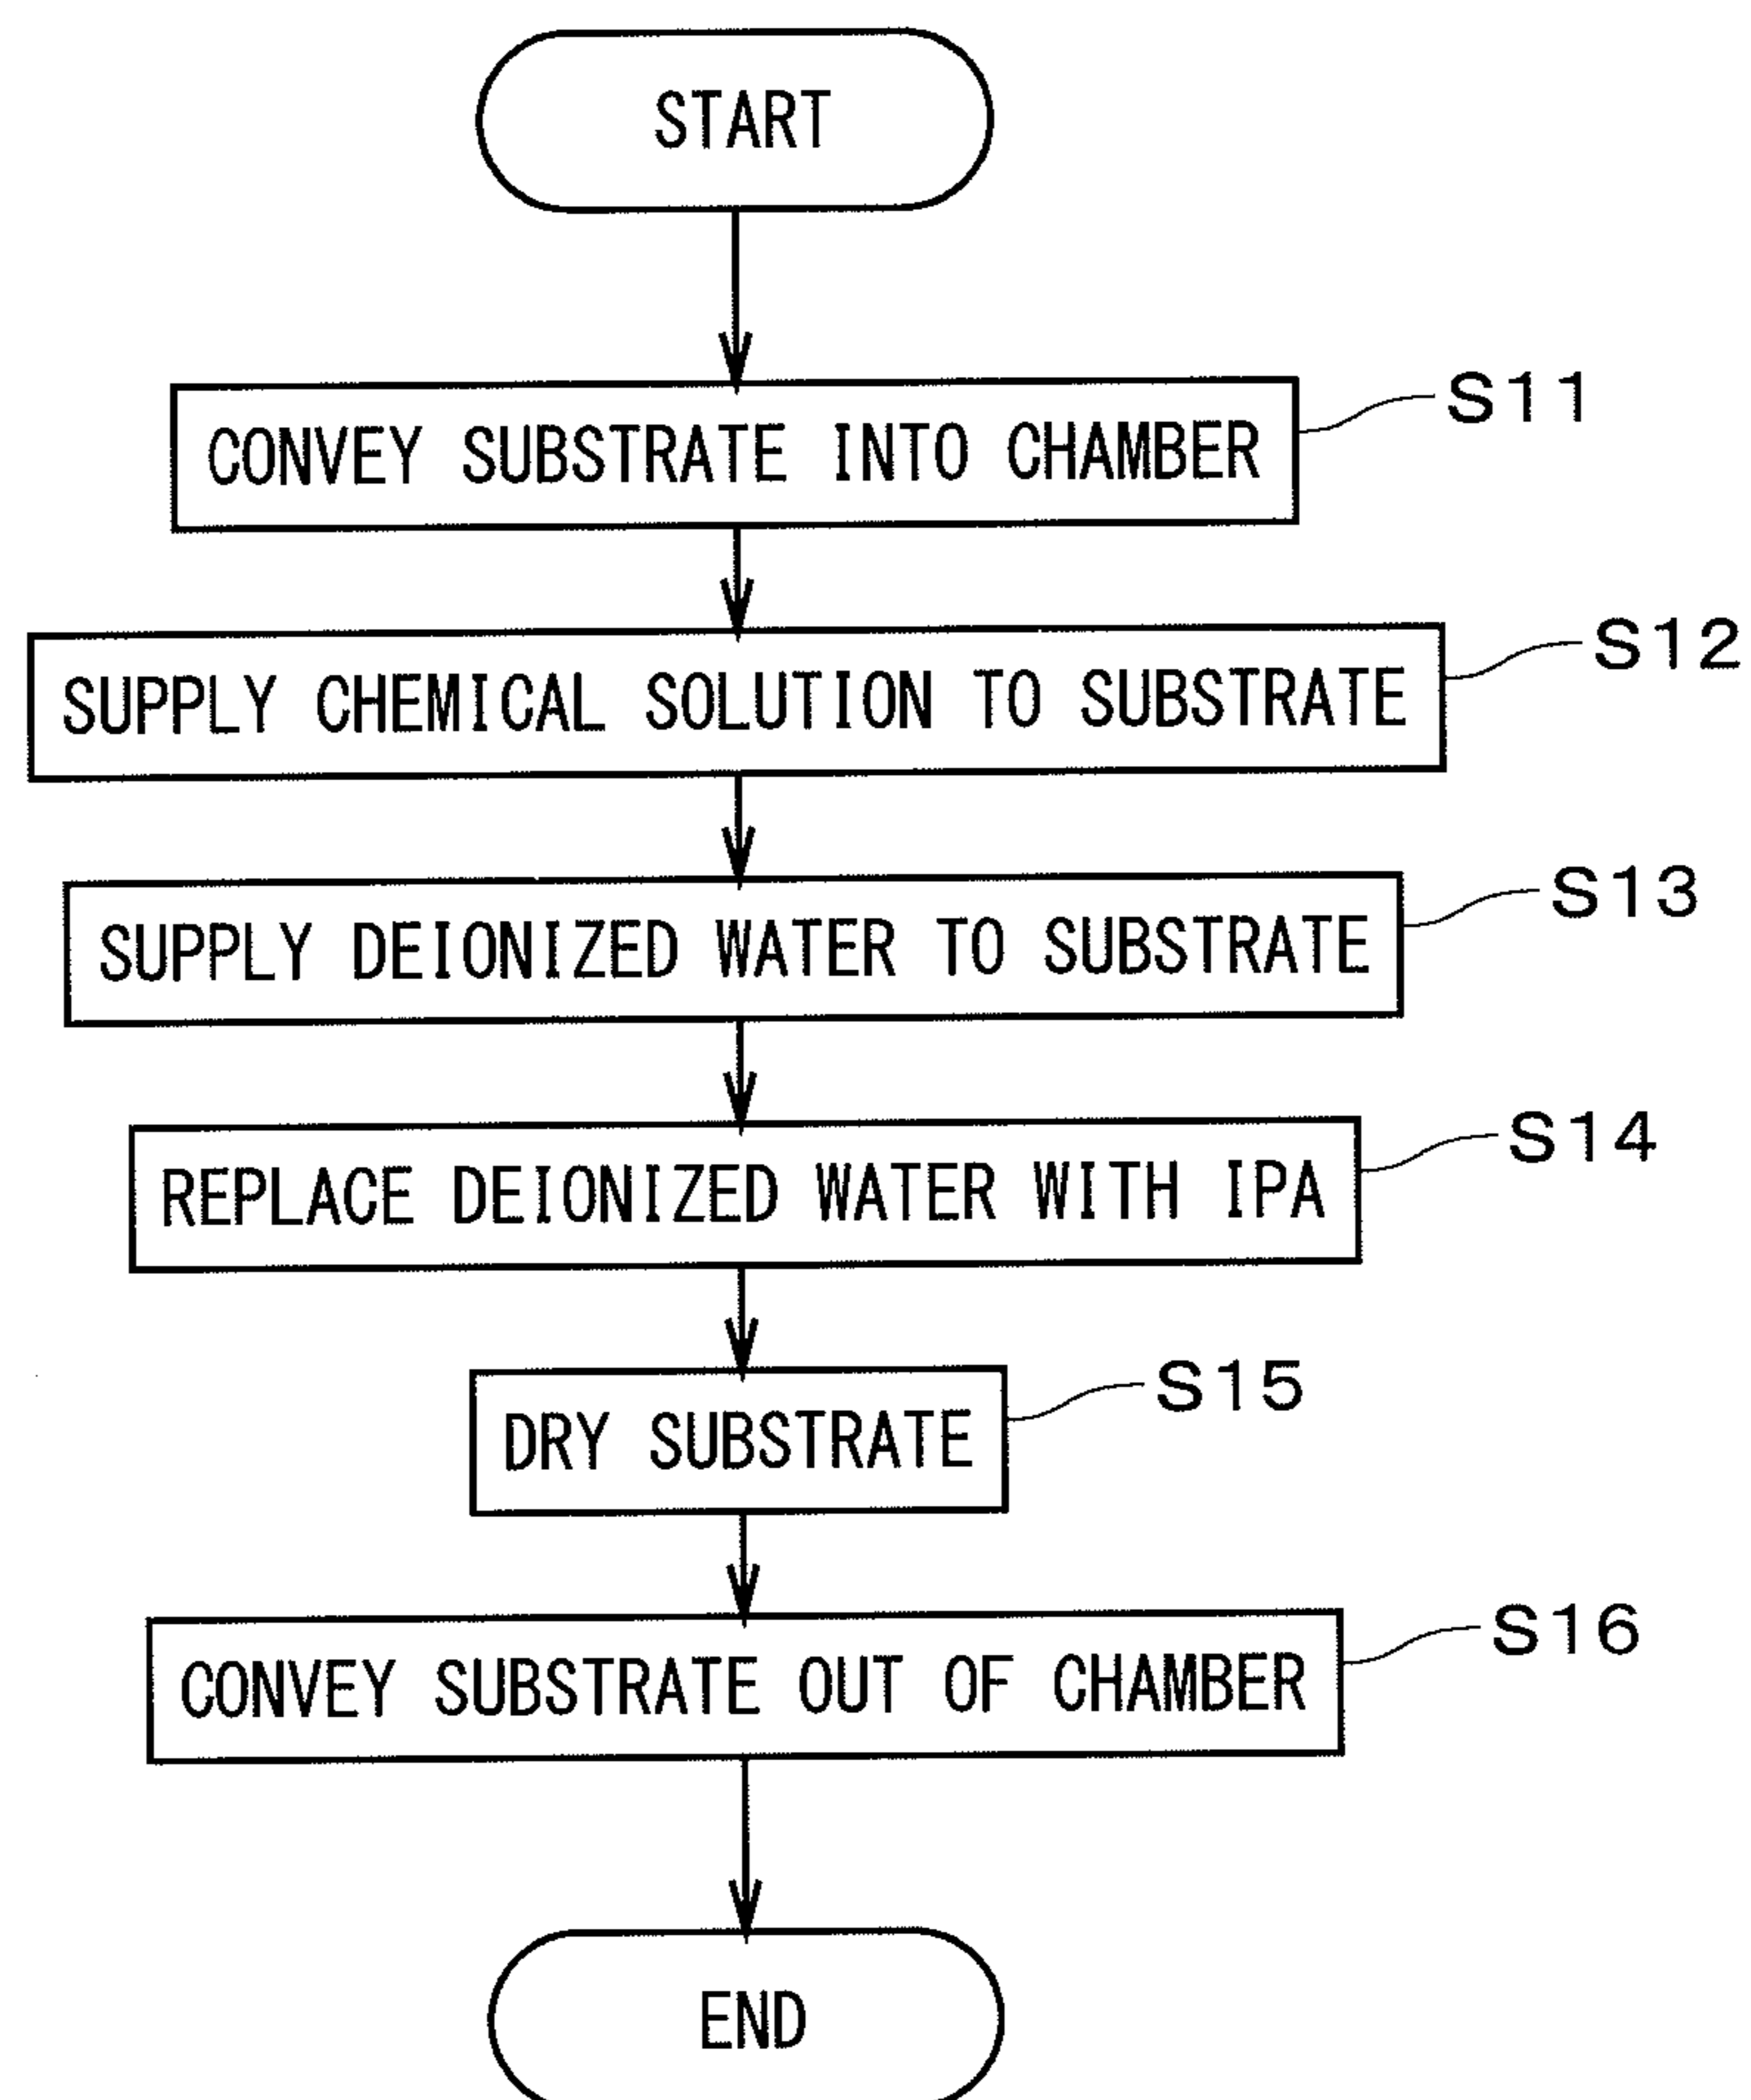 START
CONVEY SUBSTRATE INTO CHAMBER
S11
SUPPLY CHEMICAL SOLUTION TO SUBSTRATE
S12
SUPPLY DEIONIZED WATER TO SUBSTRATE
S13
REPLACE DEIONIZED WATER WITH IPA
S14
DRY SUBSTRATE
S15
CONVEY SUBSTRATE OUT OF CHAMBER
S16
END